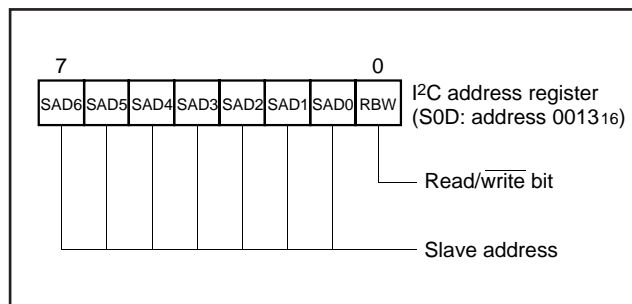 7 0
SAD6 SAD5 SAD4 SAD3 SAD2 SAD1 SAD0 RBW
I2C address register
(S0D: address 001316)
Read/write bit
Slave address